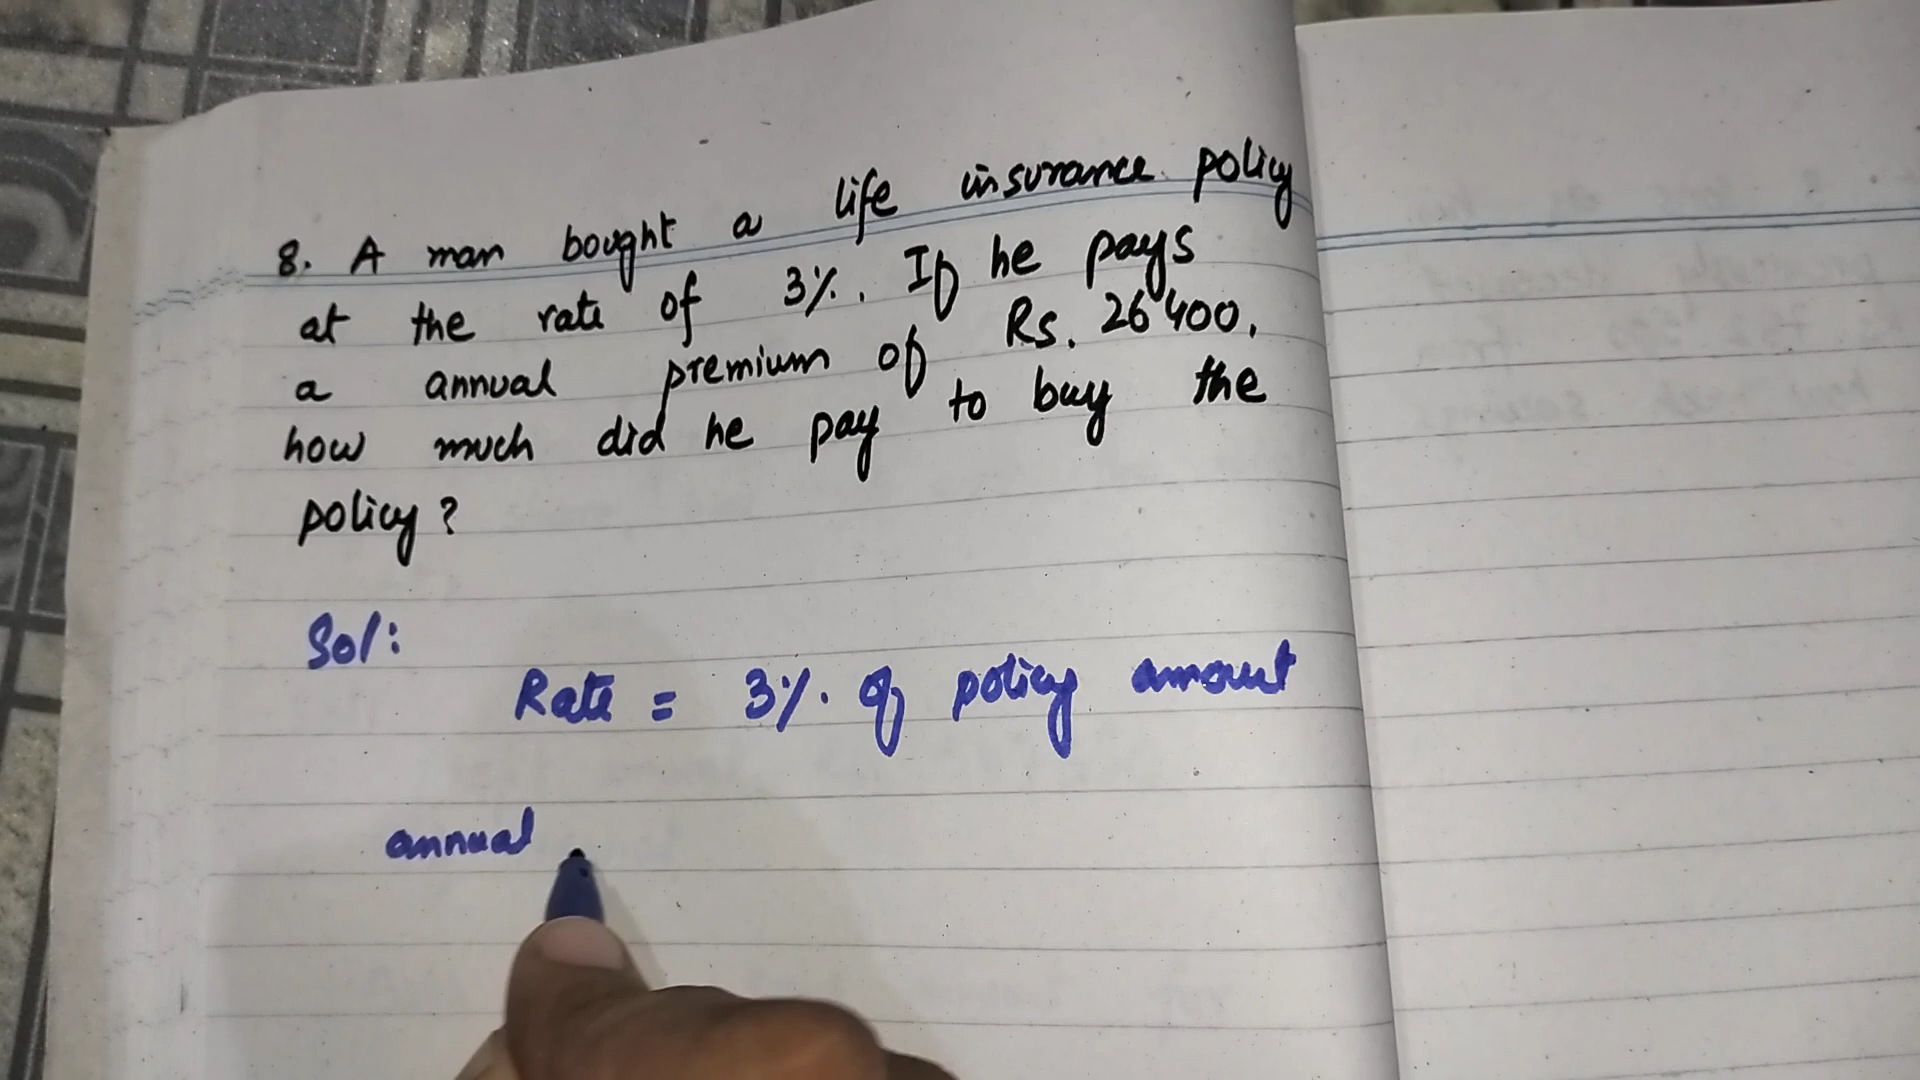 8. A man bought a life insurance policy
at the rate of 3%. If he pays
a annual premium of Rs. 26400.
how much did he pay to buy the
policy?
Sol:
Rate = 3%. of policy amount
annual